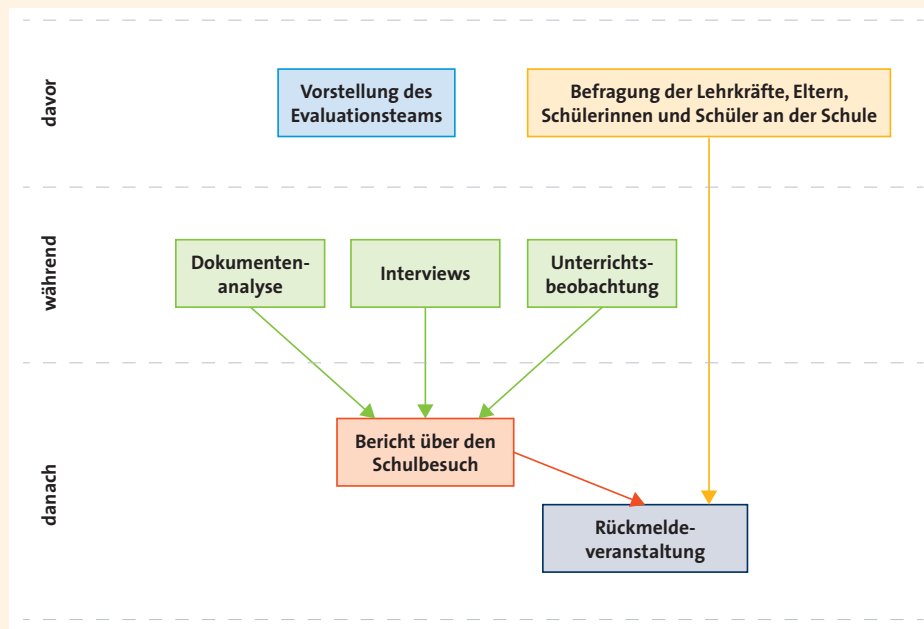 davor
Vorstellung des
Evaluationsteams
Befragung der Lehrkräfte, Eltern,
Schülerinnen und Schüler an der Schule
während
Dokumenten-
analyse
Interviews
Unterrichts-
beobachtung
danach
Bericht über den
Schulbesuch
Rückmelde-
veranstaltung